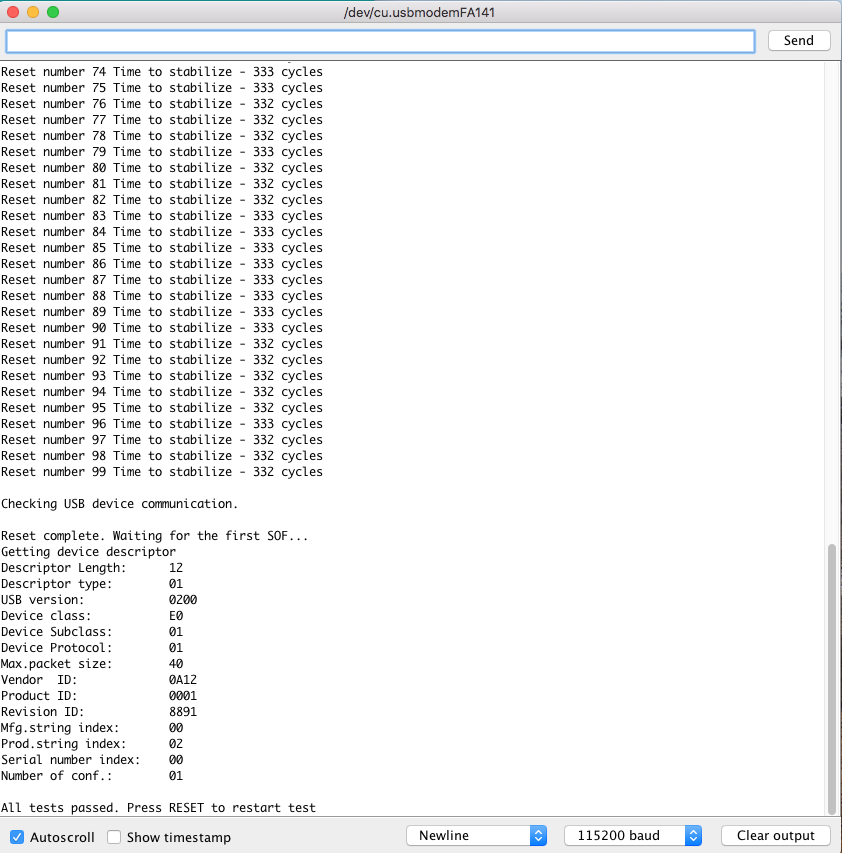 /dev/cu.usbmodemFA141
Send
Reset number 74 Time to stabilize - 333 cycles
Reset number 75 Time to stabilize - 333 cycles
Reset number 76 Time to stabilize - 332 cycles
Reset number 77 Time to stabilize - 332 cycles
Reset number 78 Time to stabilize - 332 cycles
Reset number 79 Time to stabilize - 333 cycles
Reset number 80 Time to stabilize - 332 cycles
Reset number 81 Time to stabilize - 332 cycles
Reset number 82 Time to stabilize - 332 cycles
Reset number 83 Time to stabilize - 332 cycles
Reset number 84 Time to stabilize - 333 cycles
Reset number 85 Time to stabilize - 332 cycles
Reset number 86 Time to stabilize - 333 cycles
Reset number 87 Time to stabilize - 332 cycles
Reset number 88 Time to stabilize - 332 cycles
Reset number 89 Time to stabilize - 333 cycles
Reset number 90 Time to stabilize - 333 cycles
Reset number 91 Time to stabilize - 332 cycles
Reset number 92 Time to stabilize - 332 cycles
Reset number 93 Time to stabilize - 332 cycles
Reset number 94 Time to stabilize - 332 cycles
Reset number 95 Time to stabilize - 332 cycles
Reset number 96 Time to stabilize - 333 cycles
Reset number 97 Time to stabilize - 332 cycles
Reset number 98 Time to stabilize - 332 cycles
Reset number 99 Time to stabilize - 332 cycles
Checking USB device communication.
Reset complete. Waiting for the first SOF...
Getting device descriptor
Descriptor Length: 12
Descriptor type: 01
USB version: 0200
Device class: E0
Device Subclass: 01
Device Protocol: 01
Max.packet size: 40
Vendor  ID: 0A12
Product ID: 0001
Revision ID: 8891
Mfg.string index: 00
Prod.string index: 02
Serial number index: 00
Number of conf.: 01
All tests passed. Press RESET to restart test
Autoscroll Show timestamp Newline 115200 baud Clear output